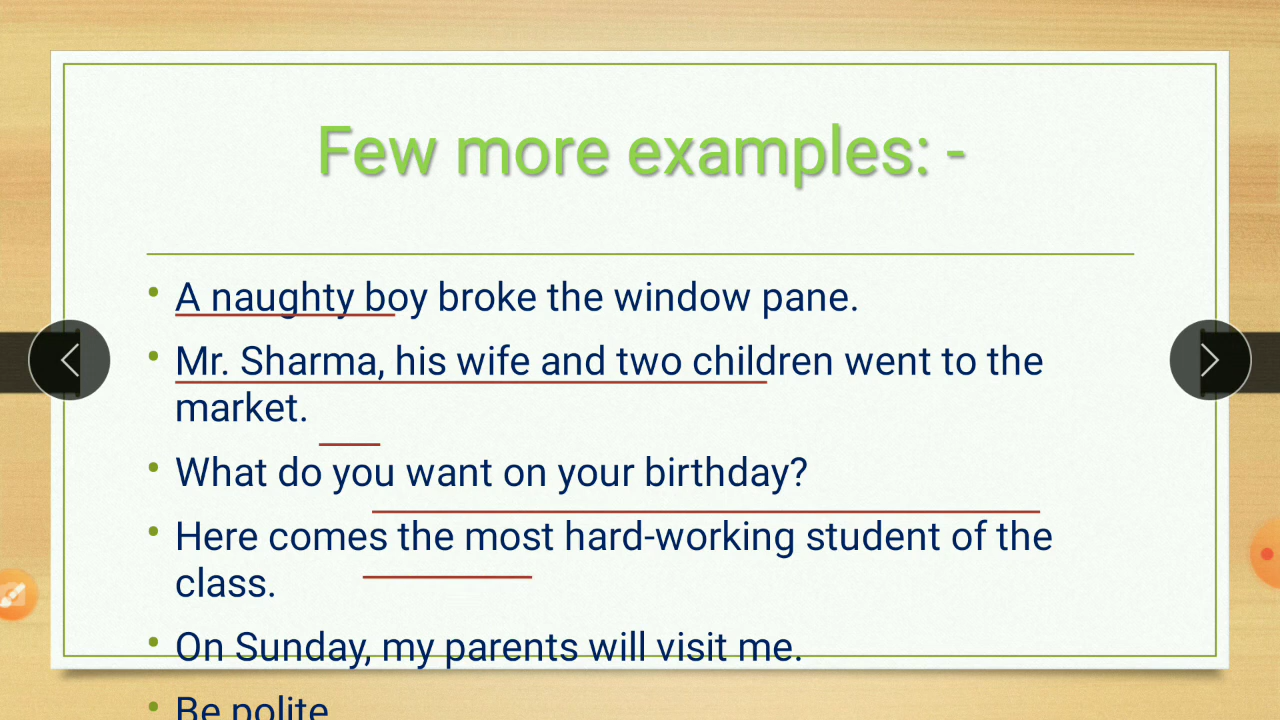 Few more examples: -
• A naughty boy broke the window pane.
• Mr. Sharma, his wife and two children went to the
market.
• What do you want on your birthday?
• Here comes the most hard-working student of the
class.
• On Sunday, my parents will visit me.
• Be polite